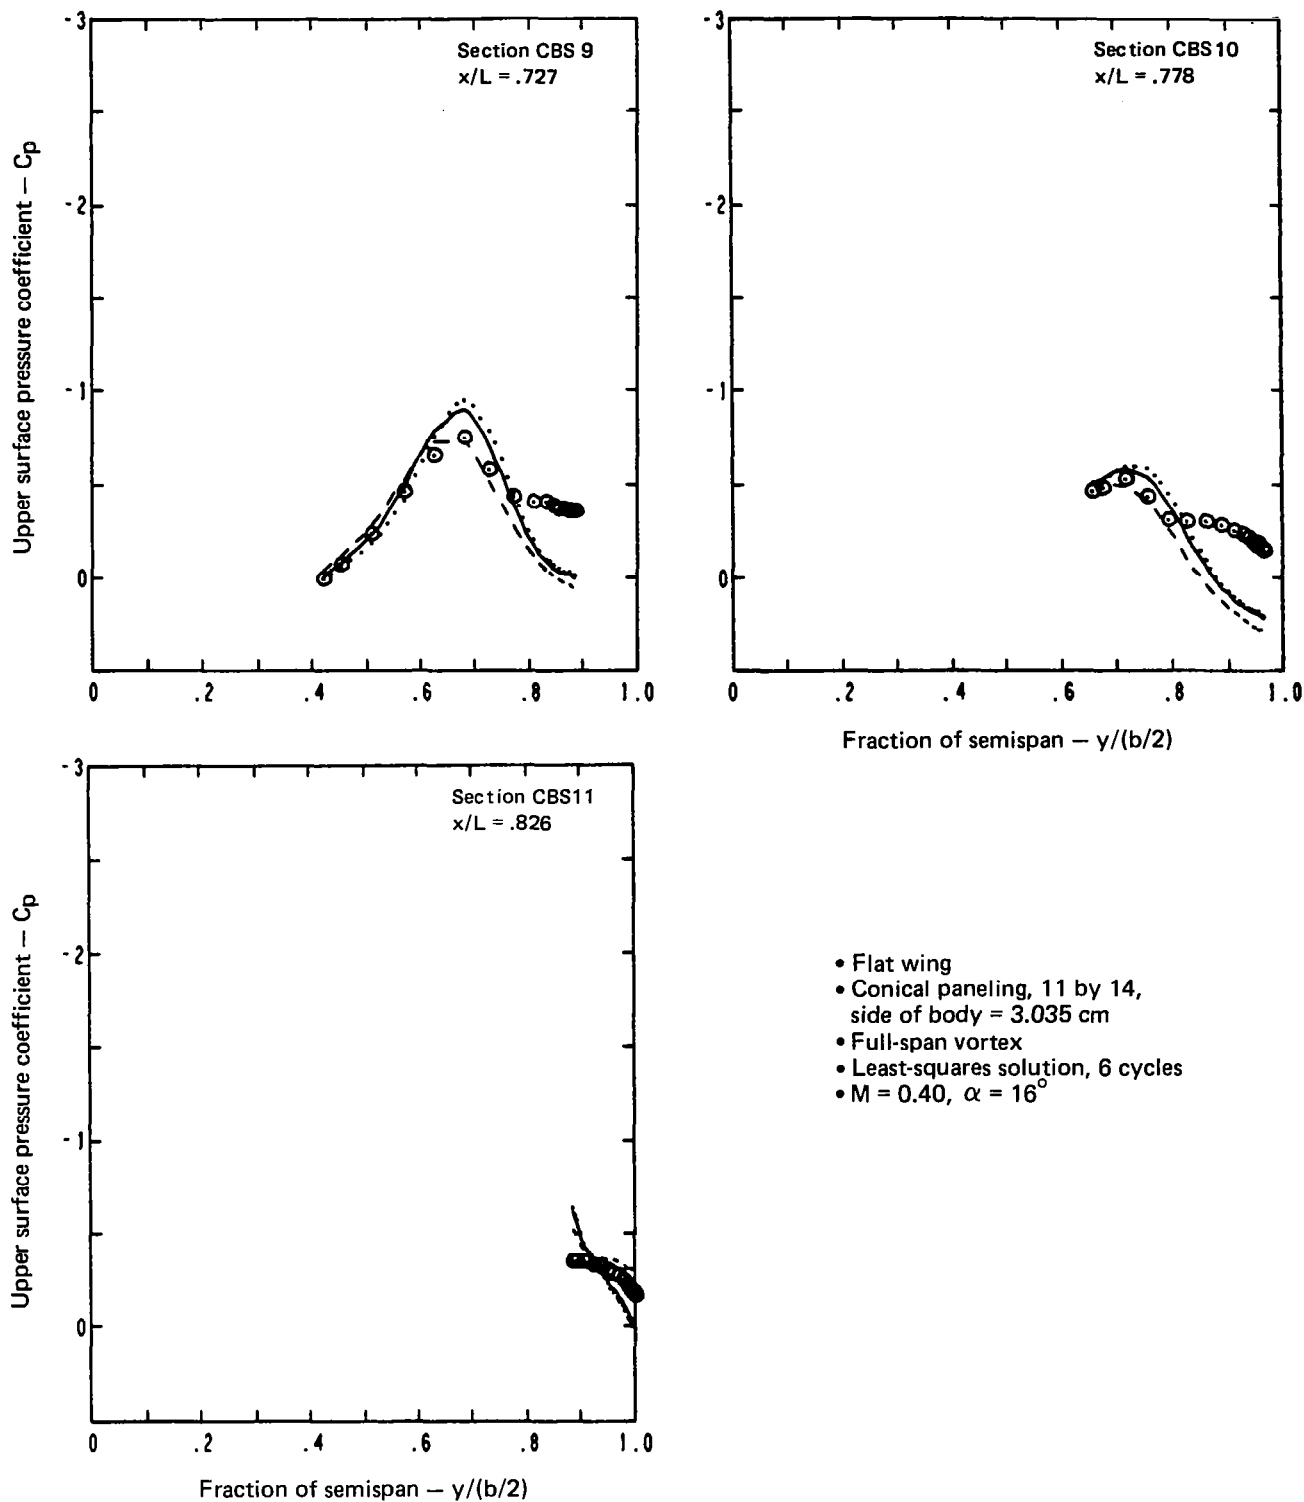 -3
-2
-1
0
Upper surface pressure coefficient — Cp
Section CBS 9
x/L = .727
0 .2 .4 .6 .8 1.0
-3
-2
-1
0
Section CBS 10
x/L = .778
0 .2 .4 .6 .8 1.0
Fraction of semispan — y/(b/2)
-3
-2
-1
0
Upper surface pressure coefficient — Cp
Section CBS11
x/L = .826
0 .2 .4 .6 .8 1.0
Fraction of semispan — y/(b/2)
• Flat wing
• Conical paneling, 11 by 14,
side of body = 3.035 cm
• Full-span vortex
• Least-squares solution, 6 cycles
• M = 0.40, α = 16°